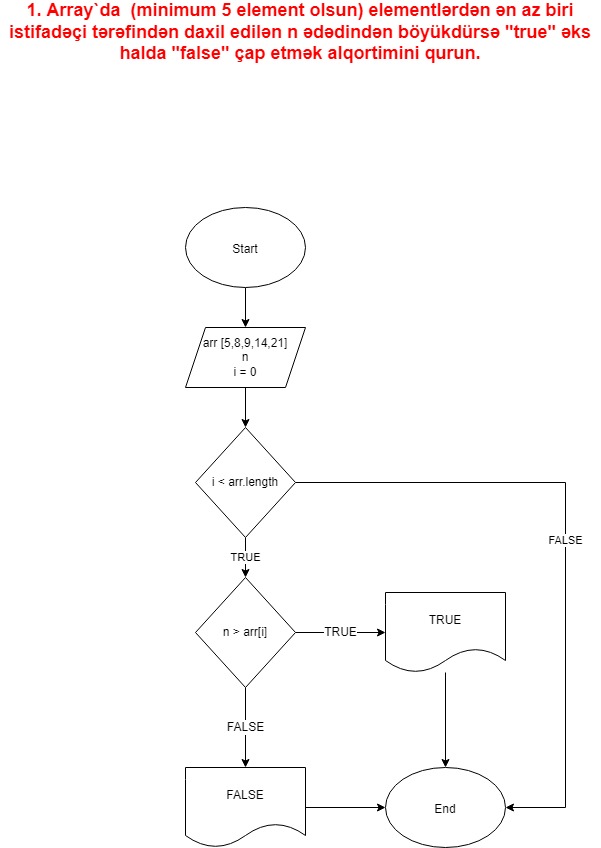 1. Array`da  (minimum 5 element olsun) elementlərdən ən az biri
istifadəçi tərəfindən daxil edilən n ədədindən böyükdürsə "true" əks
halda "false" çap etmək alqortimini qurun.
Start
arr [5,8,9,14,21]
n
i = 0
i < arr.length
FALSE
TRUE
n > arr[i]
TRUE
TRUE
FALSE
FALSE
End